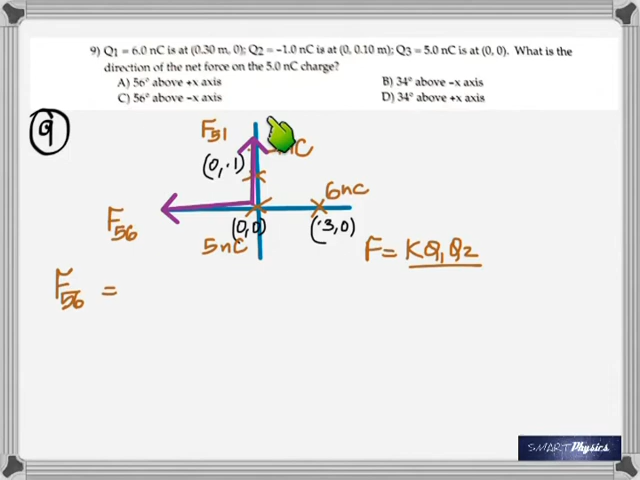 9) Q1 = 6.0 nC is at (0.30 m, 0); Q2 = -1.0 nC is at (0, 0.10 m); Q3 = 5.0 nC is at (0, 0). What is the
direction of the net force on the 5.0 nC charge?
A) 56° above +x axis
B) 34° above -x axis
C) 56° above -x axis
D) 34° above +x axis
9
F51
nC
(0,.1)
6nc
F56
(0,0)
(.3,0)
5nC
F = KQ1Q2
F56 =
SMART Physics